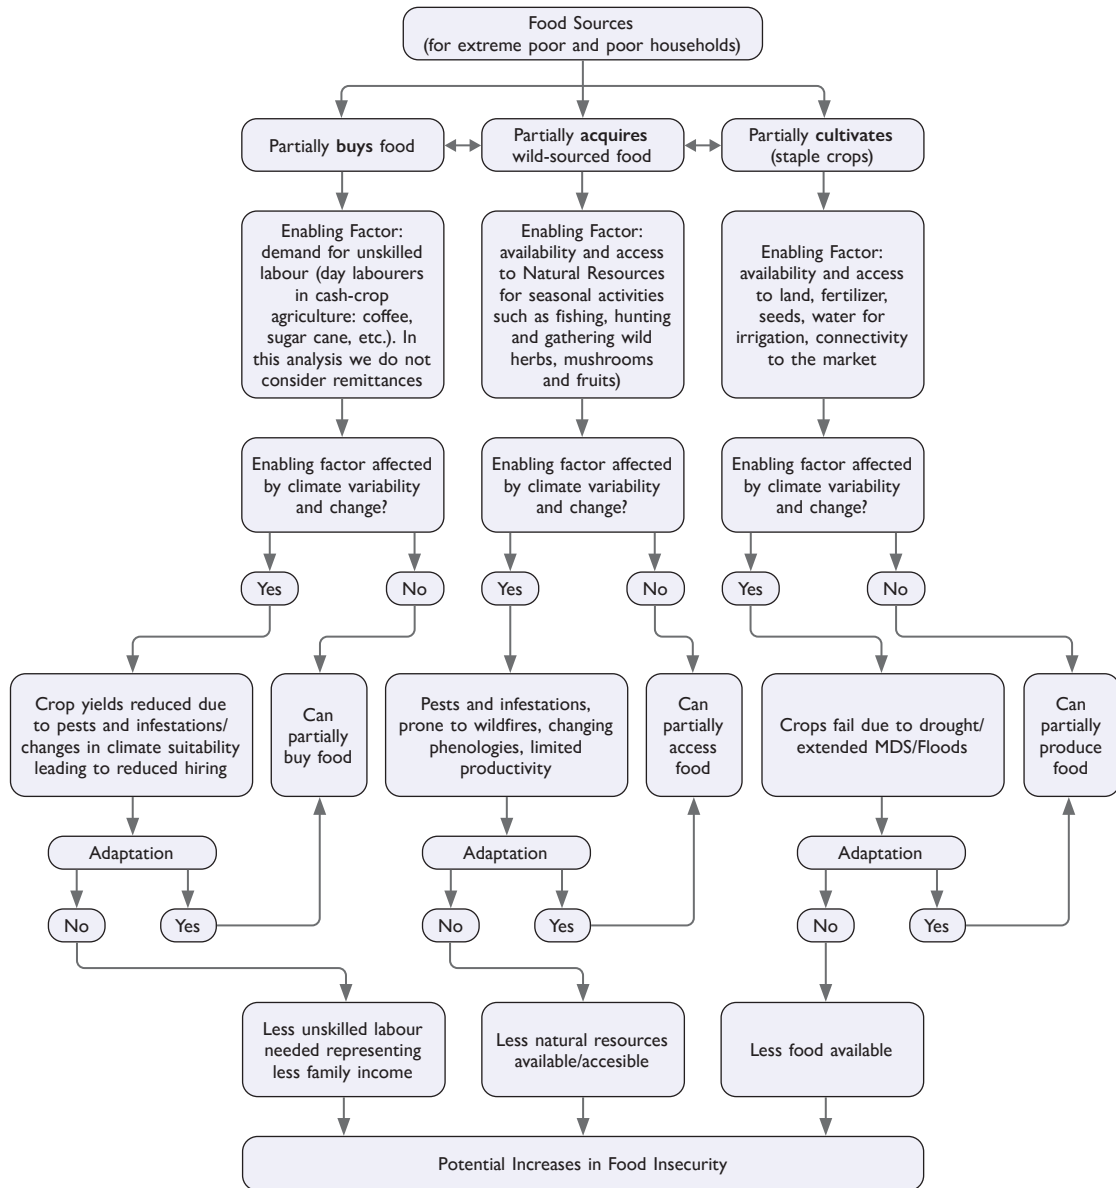 Food Sources
(for extreme poor and poor households)
Partially buys food
Partially acquires
wild-sourced food
Partially cultivates
(staple crops)
Enabling Factor:
demand for unskilled
labour (day labourers
in cash-crop
agriculture: coffee,
sugar cane, etc.). In
this analysis we do not
consider remittances
Enabling Factor:
availability and access
to Natural Resources
for seasonal activities
such as fishing, hunting
and gathering wild
herbs, mushrooms
and fruits)
Enabling Factor:
availability and access
to land, fertilizer,
seeds, water for
irrigation, connectivity
to the market
Enabling factor affected
by climate variability
and change?
Enabling factor affected
by climate variability
and change?
Enabling factor affected
by climate variability
and change?
Yes
No
Yes
No
Yes
No
Crop yields reduced due
to pests and infestations/
changes in climate suitability
leading to reduced hiring
Can
partially
buy food
Pests and infestations,
prone to wildfires, changing
phenologies, limited
productivity
Can
partially
access
food
Crops fail due to drought/
extended MDS/Floods
Can
partially
produce
food
Adaptation
Adaptation
Adaptation
No
Yes
No
Yes
No
Yes
Less unskilled labour
needed representing
less family income
Less natural resources
available/accesible
Less food available
Potential Increases in Food Insecurity